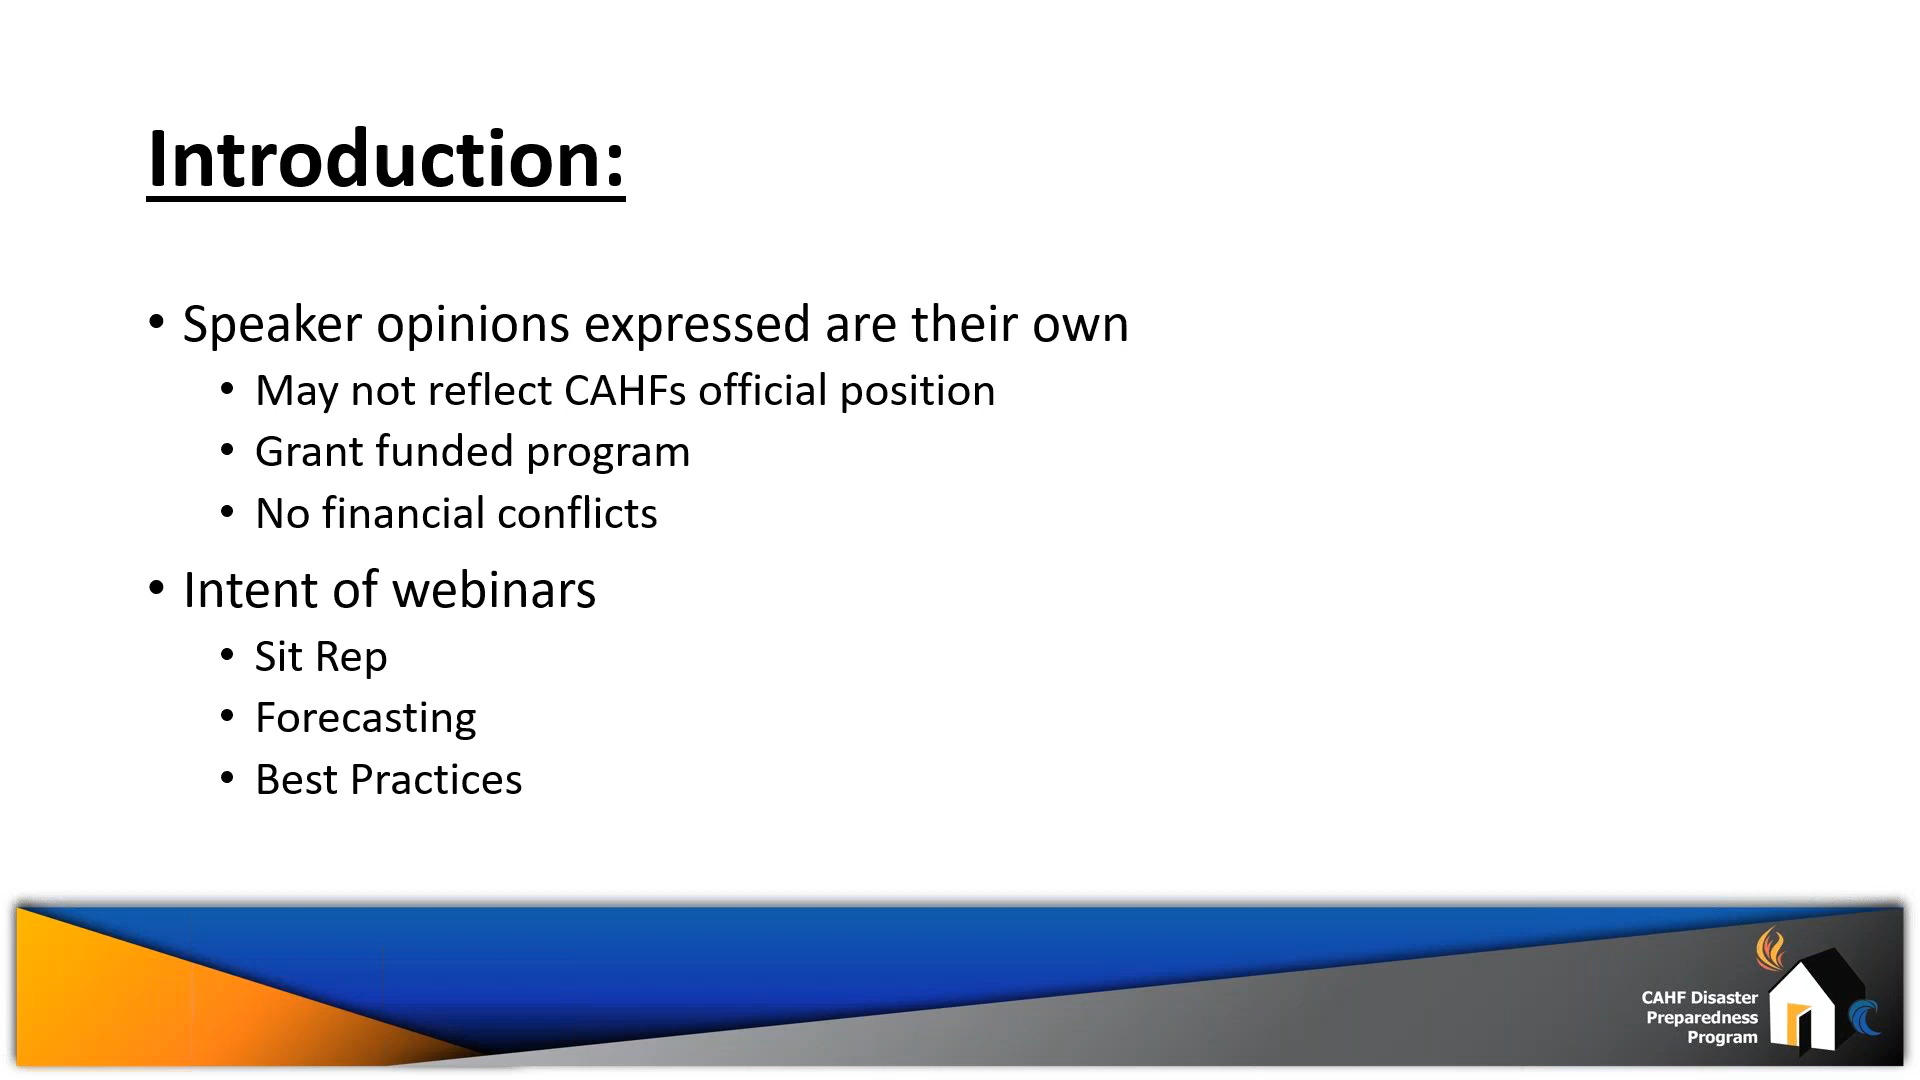 Introduction:
• Speaker opinions expressed are their own
• May not reflect CAHFs official position
• Grant funded program
• No financial conflicts
• Intent of webinars
• Sit Rep
• Forecasting
• Best Practices
CAHF Disaster
Preparedness
Program